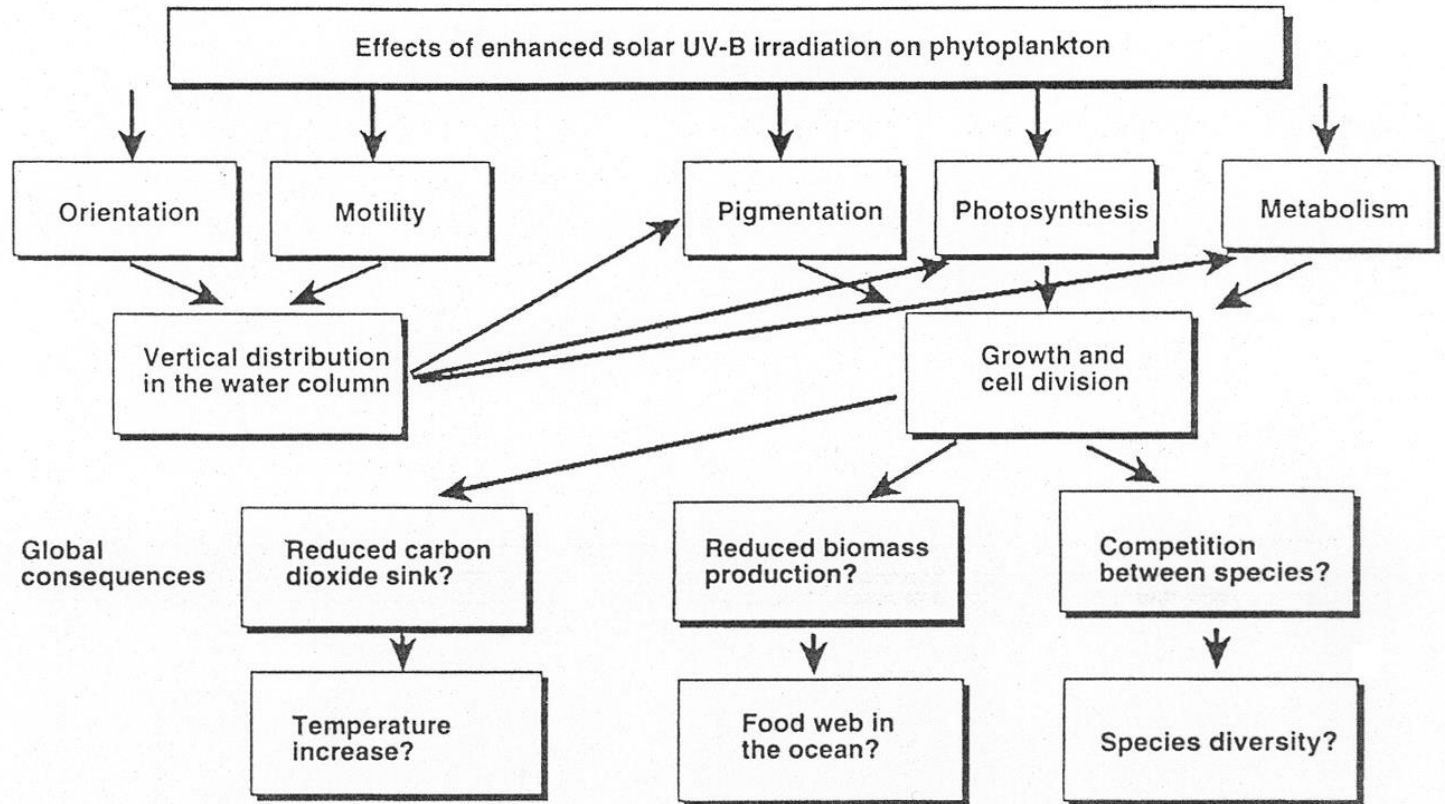 Effects of enhanced solar UV-B irradiation on phytoplankton
Orientation
Motility
Pigmentation
Photosynthesis
Metabolism
Vertical distribution
in the water column
Growth and
cell division
Global
consequences
Reduced carbon
dioxide sink?
Reduced biomass
production?
Competition
between species?
Temperature
increase?
Food web in
the ocean?
Species diversity?